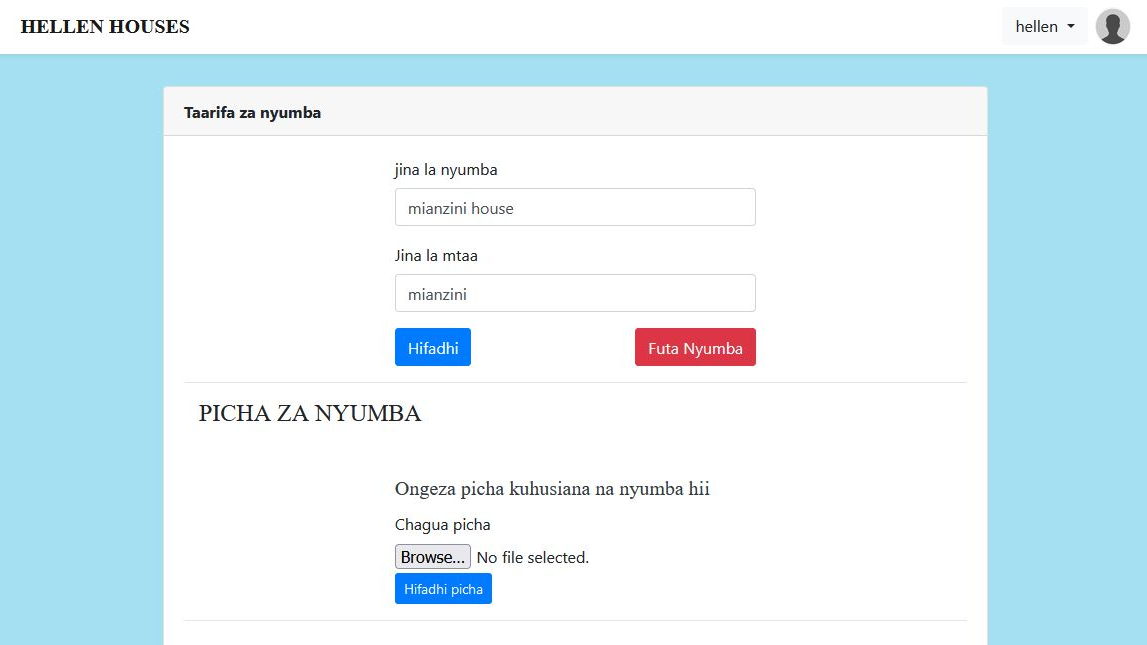 HELLEN HOUSES
hellen
Taarifa za nyumba
jina la nyumba
mianzini house
Jina la mtaa
mianzini
Hifadhi Futa Nyumba
PICHA ZA NYUMBA
Ongeza picha kuhusiana na nyumba hii
Chagua picha
Browse... No file selected.
Hifadhi picha